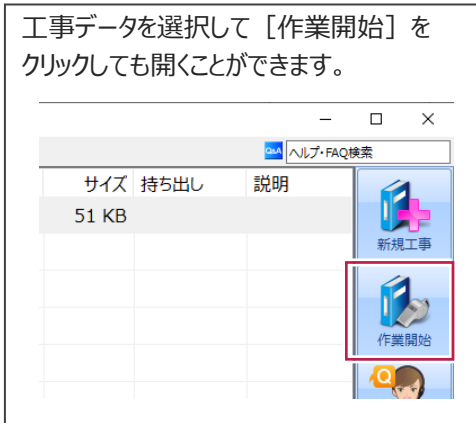 工事データを選択して［作業開始］を
クリックしても開くことができます。
Q&A ヘルプ・FAQ検索
サイズ 持ち出し 説明
51 KB
新規工事
作業開始
Q